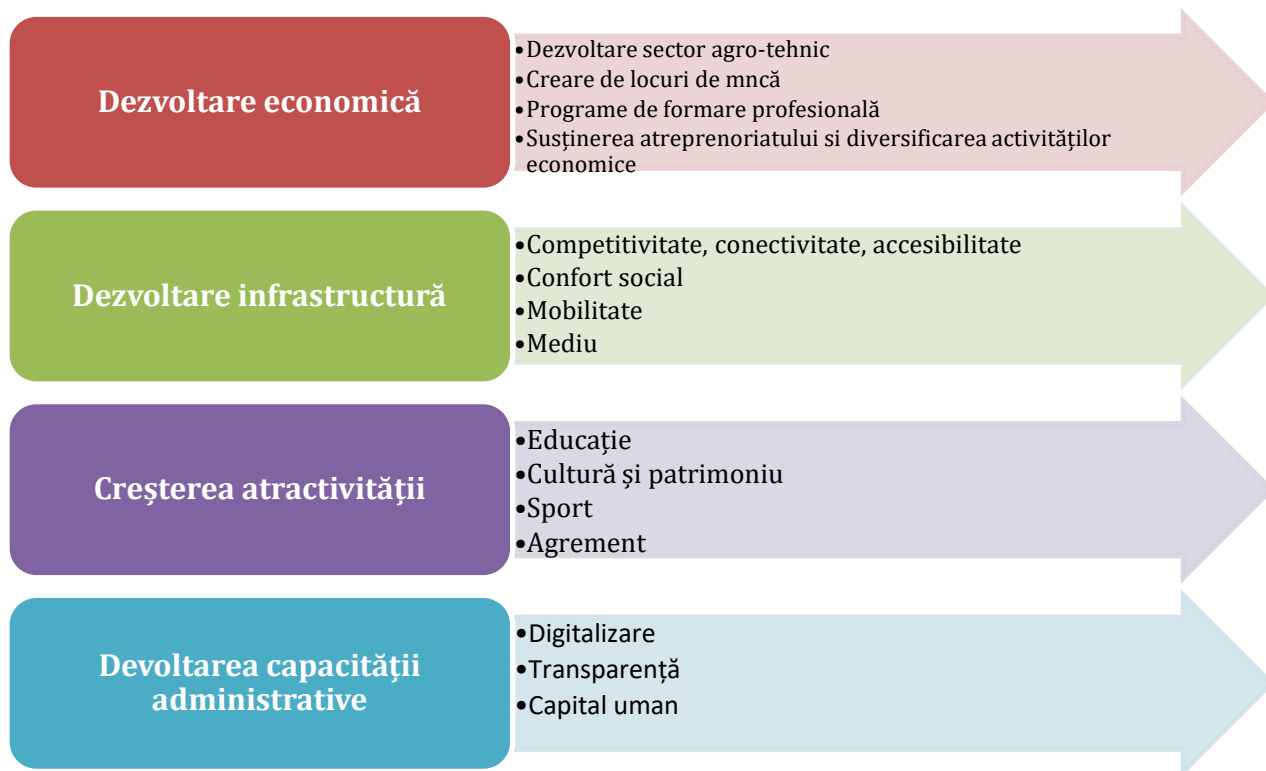 Dezvoltare economică
•Dezvoltare sector agro-tehnic
•Creare de locuri de mncă
•Programe de formare profesională
•Susținerea atreprenoriatului si diversificarea activităților
economice
Dezvoltare infrastructură
•Competitivitate, conectivitate, accesibilitate
•Confort social
•Mobilitate
•Mediu
Creșterea atractivității
•Educație
•Cultură și patrimoniu
•Sport
•Agrement
Devoltarea capacității
administrative
•Digitalizare
•Transparență
•Capital uman